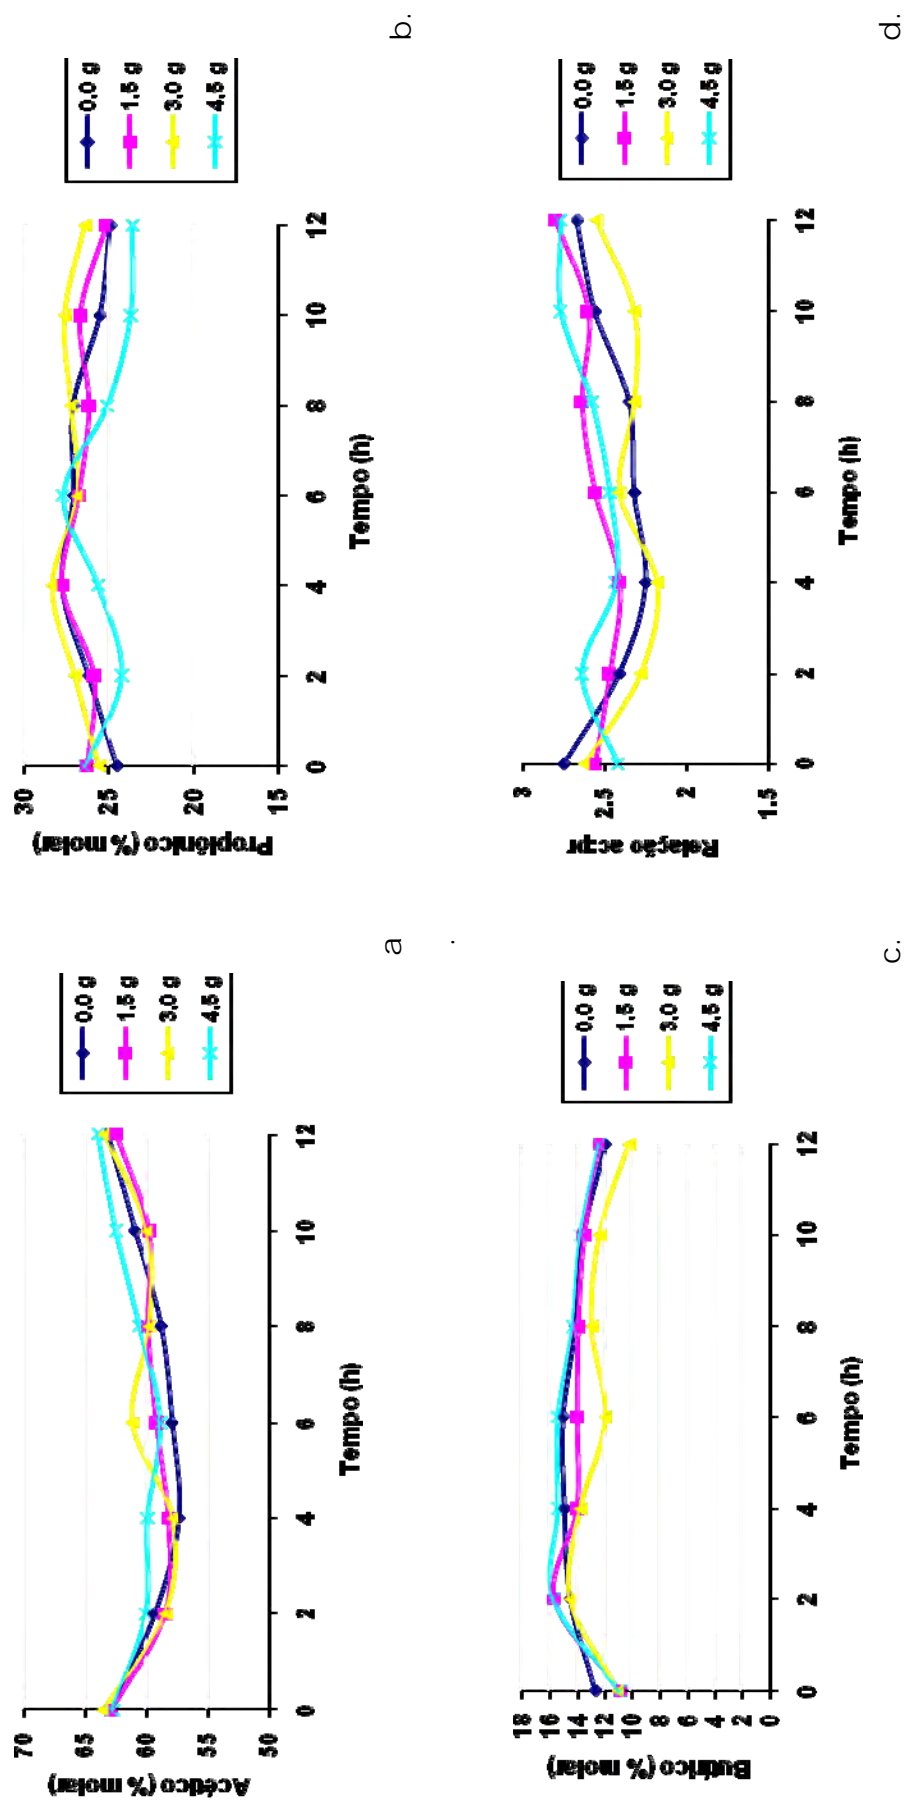 Acético (% molar)
70
65
60
55
50
0
2
4
6
8
10
12
Tempo (h)
0.0 g
1.5 g
3.0 g
4.5 g
a
.
Propiônico (% molar)
30
25
20
15
0
2
4
6
8
10
12
Tempo (h)
0.0 g
1.5 g
3.0 g
4.5 g
b.
Butírico (% molar)
18
16
14
12
10
8
6
4
2
0
0
2
4
6
8
10
12
Tempo (h)
0.0 g
1.5 g
3.0 g
4.5 g
c.
Relação ac:pr
3
2.5
2
1.5
0
2
4
6
8
10
12
Tempo (h)
0.0 g
1.5 g
3.0 g
4.5 g
d.